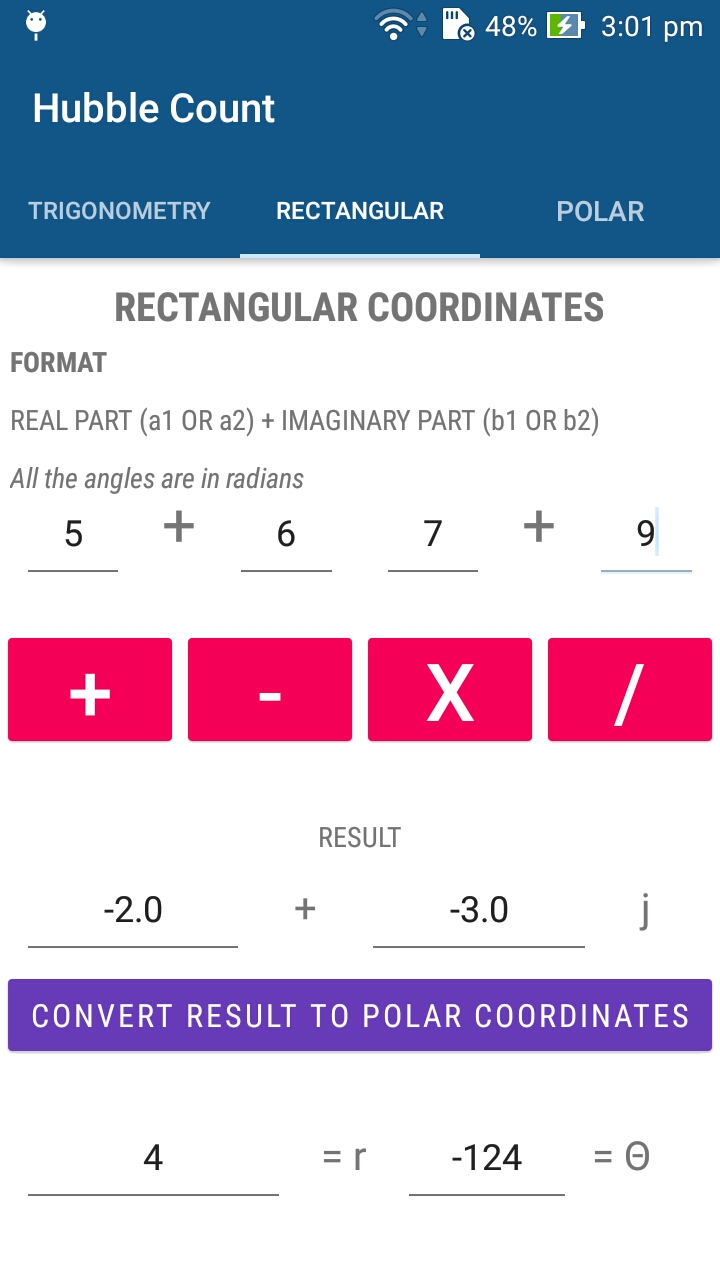 48% 3:01 pm
Hubble Count
TRIGONOMETRY RECTANGULAR POLAR
RECTANGULAR COORDINATES
FORMAT
REAL PART (a1 OR a2) + IMAGINARY PART (b1 OR b2)
All the angles are in radians
5 + 6 7 + 9
+ - X /
RESULT
-2.0 + -3.0 j
CONVERT RESULT TO POLAR COORDINATES
4 = r -124 = Θ